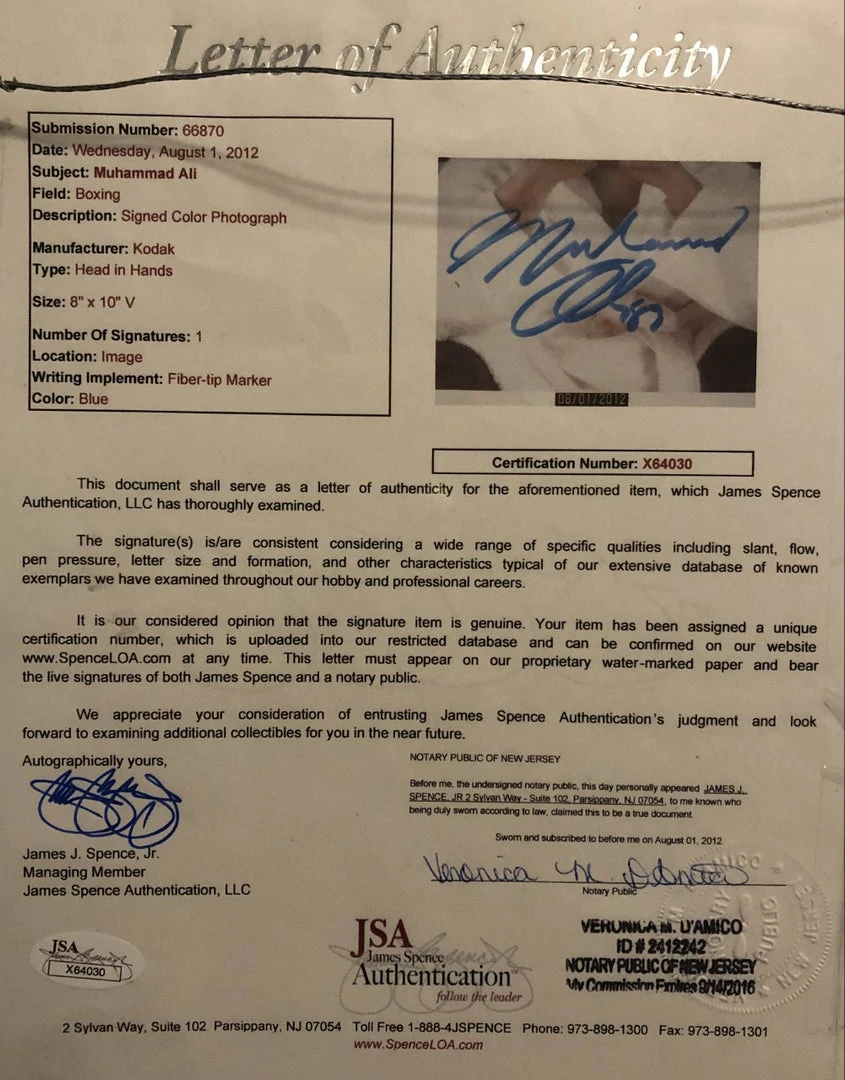 Letter of Authenticity
Submission Number: 66870
Date: Wednesday, August 1, 2012
Subject: Muhammad Ali
Field: Boxing
Description: Signed Color Photograph
Manufacturer: Kodak
Type: Head in Hands
Size: 8" x 10" V
Number Of Signatures: 1
Location: Image
Writing Implement: Fiber-tip Marker
Color: Blue
Muhammad
Ali
08/01/2012
Certification Number: X64030
This document shall serve as a letter of authenticity for the aforementioned item, which James Spence
Authentication, LLC has thoroughly examined.
The signature(s) is/are consistent considering a wide range of specific qualities including slant, flow,
pen pressure, letter size and formation, and other characteristics typical of our extensive database of known
exemplars we have examined throughout our hobby and professional careers.
It is our considered opinion that the signature item is genuine. Your item has been assigned a unique
certification number, which is uploaded into our restricted database and can be confirmed on our website
www.SpenceLOA.com at any time. This letter must appear on our proprietary water-marked paper and bear
the live signatures of both James Spence and a notary public.
We appreciate your consideration of entrusting James Spence Authentication's judgment and look
forward to examining additional collectibles for you in the near future.
Autographically yours,
James J. Spence, Jr.
Managing Member
James Spence Authentication, LLC
NOTARY PUBLIC OF NEW JERSEY
Before me, the undersigned notary public, this day personally appeared JAMES J.
SPENCE, JR 2 Sylvan Way - Suite 102, Parsippany, NJ 07054, to me known who
being duly sworn according to law, claimed this to be a true document.
Sworn and subscribed to before me on August 01, 2012.
Veronica M. D'Amico
Notary Public
VERONICA M. D'AMICO
ID # 2412242
NOTARY PUBLIC OF NEW JERSEY
My Commission Expires 9/14/2016
JSA
X64030
JSA
James Spence
Authentication
follow the leader
2 Sylvan Way, Suite 102 Parsippany, NJ 07054 Toll Free 1-888-4JSPENCE Phone: 973-898-1300 Fax: 973-898-1301
www.SpenceLOA.com